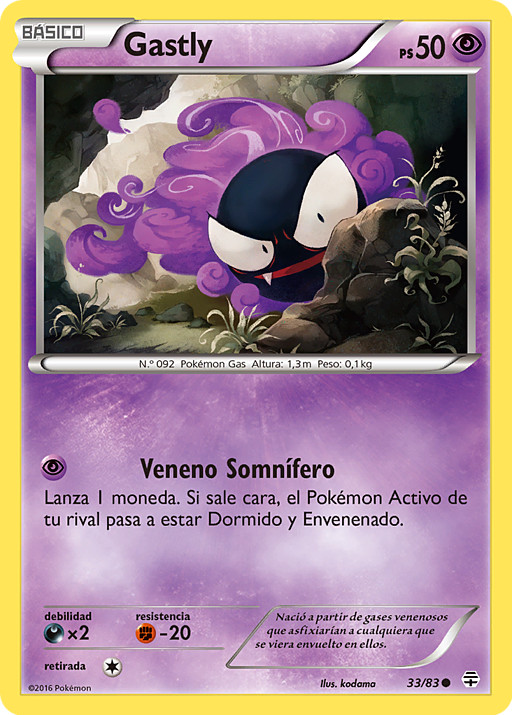 BÁSICO
Gastly
PS 50
N.º 092 Pokémon Gas Altura: 1,3 m Peso: 0,1 kg
Veneno Somnífero
Lanza 1 moneda. Si sale cara, el Pokémon Activo de
tu rival pasa a estar Dormido y Envenenado.
debilidad
×2
resistencia
-20
retirada
Nació a partir de gases venenosos
que asfixiarían a cualquiera que
se viera envuelto en ellos.
©2016 Pokémon
Ilus. kodama
33/83